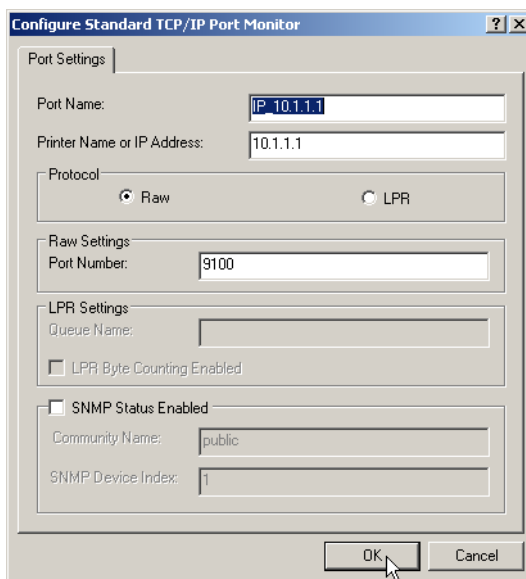 Configure Standard TCP/IP Port Monitor
Port Settings
Port Name: IP_10.1.1.1
Printer Name or IP Address: 10.1.1.1
Protocol
Raw LPR
Raw Settings
Port Number: 9100
LPR Settings
Queue Name:
LPR Byte Counting Enabled
SNMP Status Enabled
Community Name: public
SNMP Device Index: 1
OK Cancel